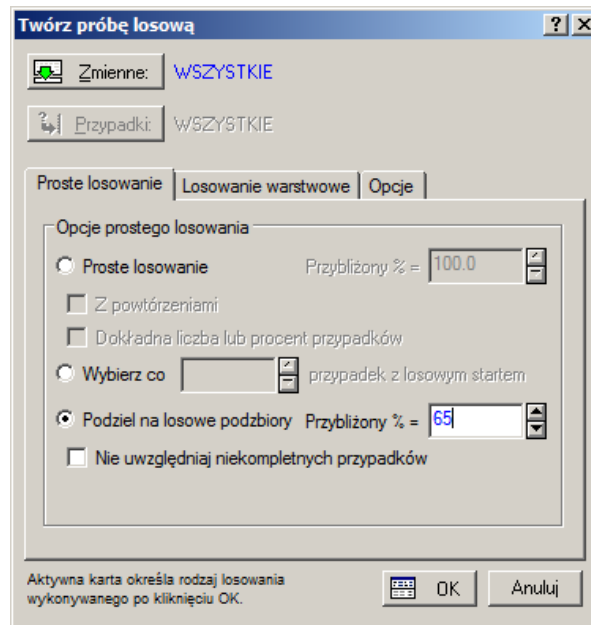 Twórz próbę losową
Zmienne: WSZYSTKIE
Przypadki: WSZYSTKIE
Proste losowanie Losowanie warstwowe Opcje
Opcje prostego losowania
Proste losowanie Przybliżony % = 100.0
Z powtórzeniami
Dokładna liczba lub procent przypadków
Wybierz co przypadek z losowym startem
Podziel na losowe podzbiory Przybliżony % = 65
Nie uwzględniaj niekompletnych przypadków
Aktywna karta określa rodzaj losowania
wykonywanego po kliknięciu OK.
OK Anuluj